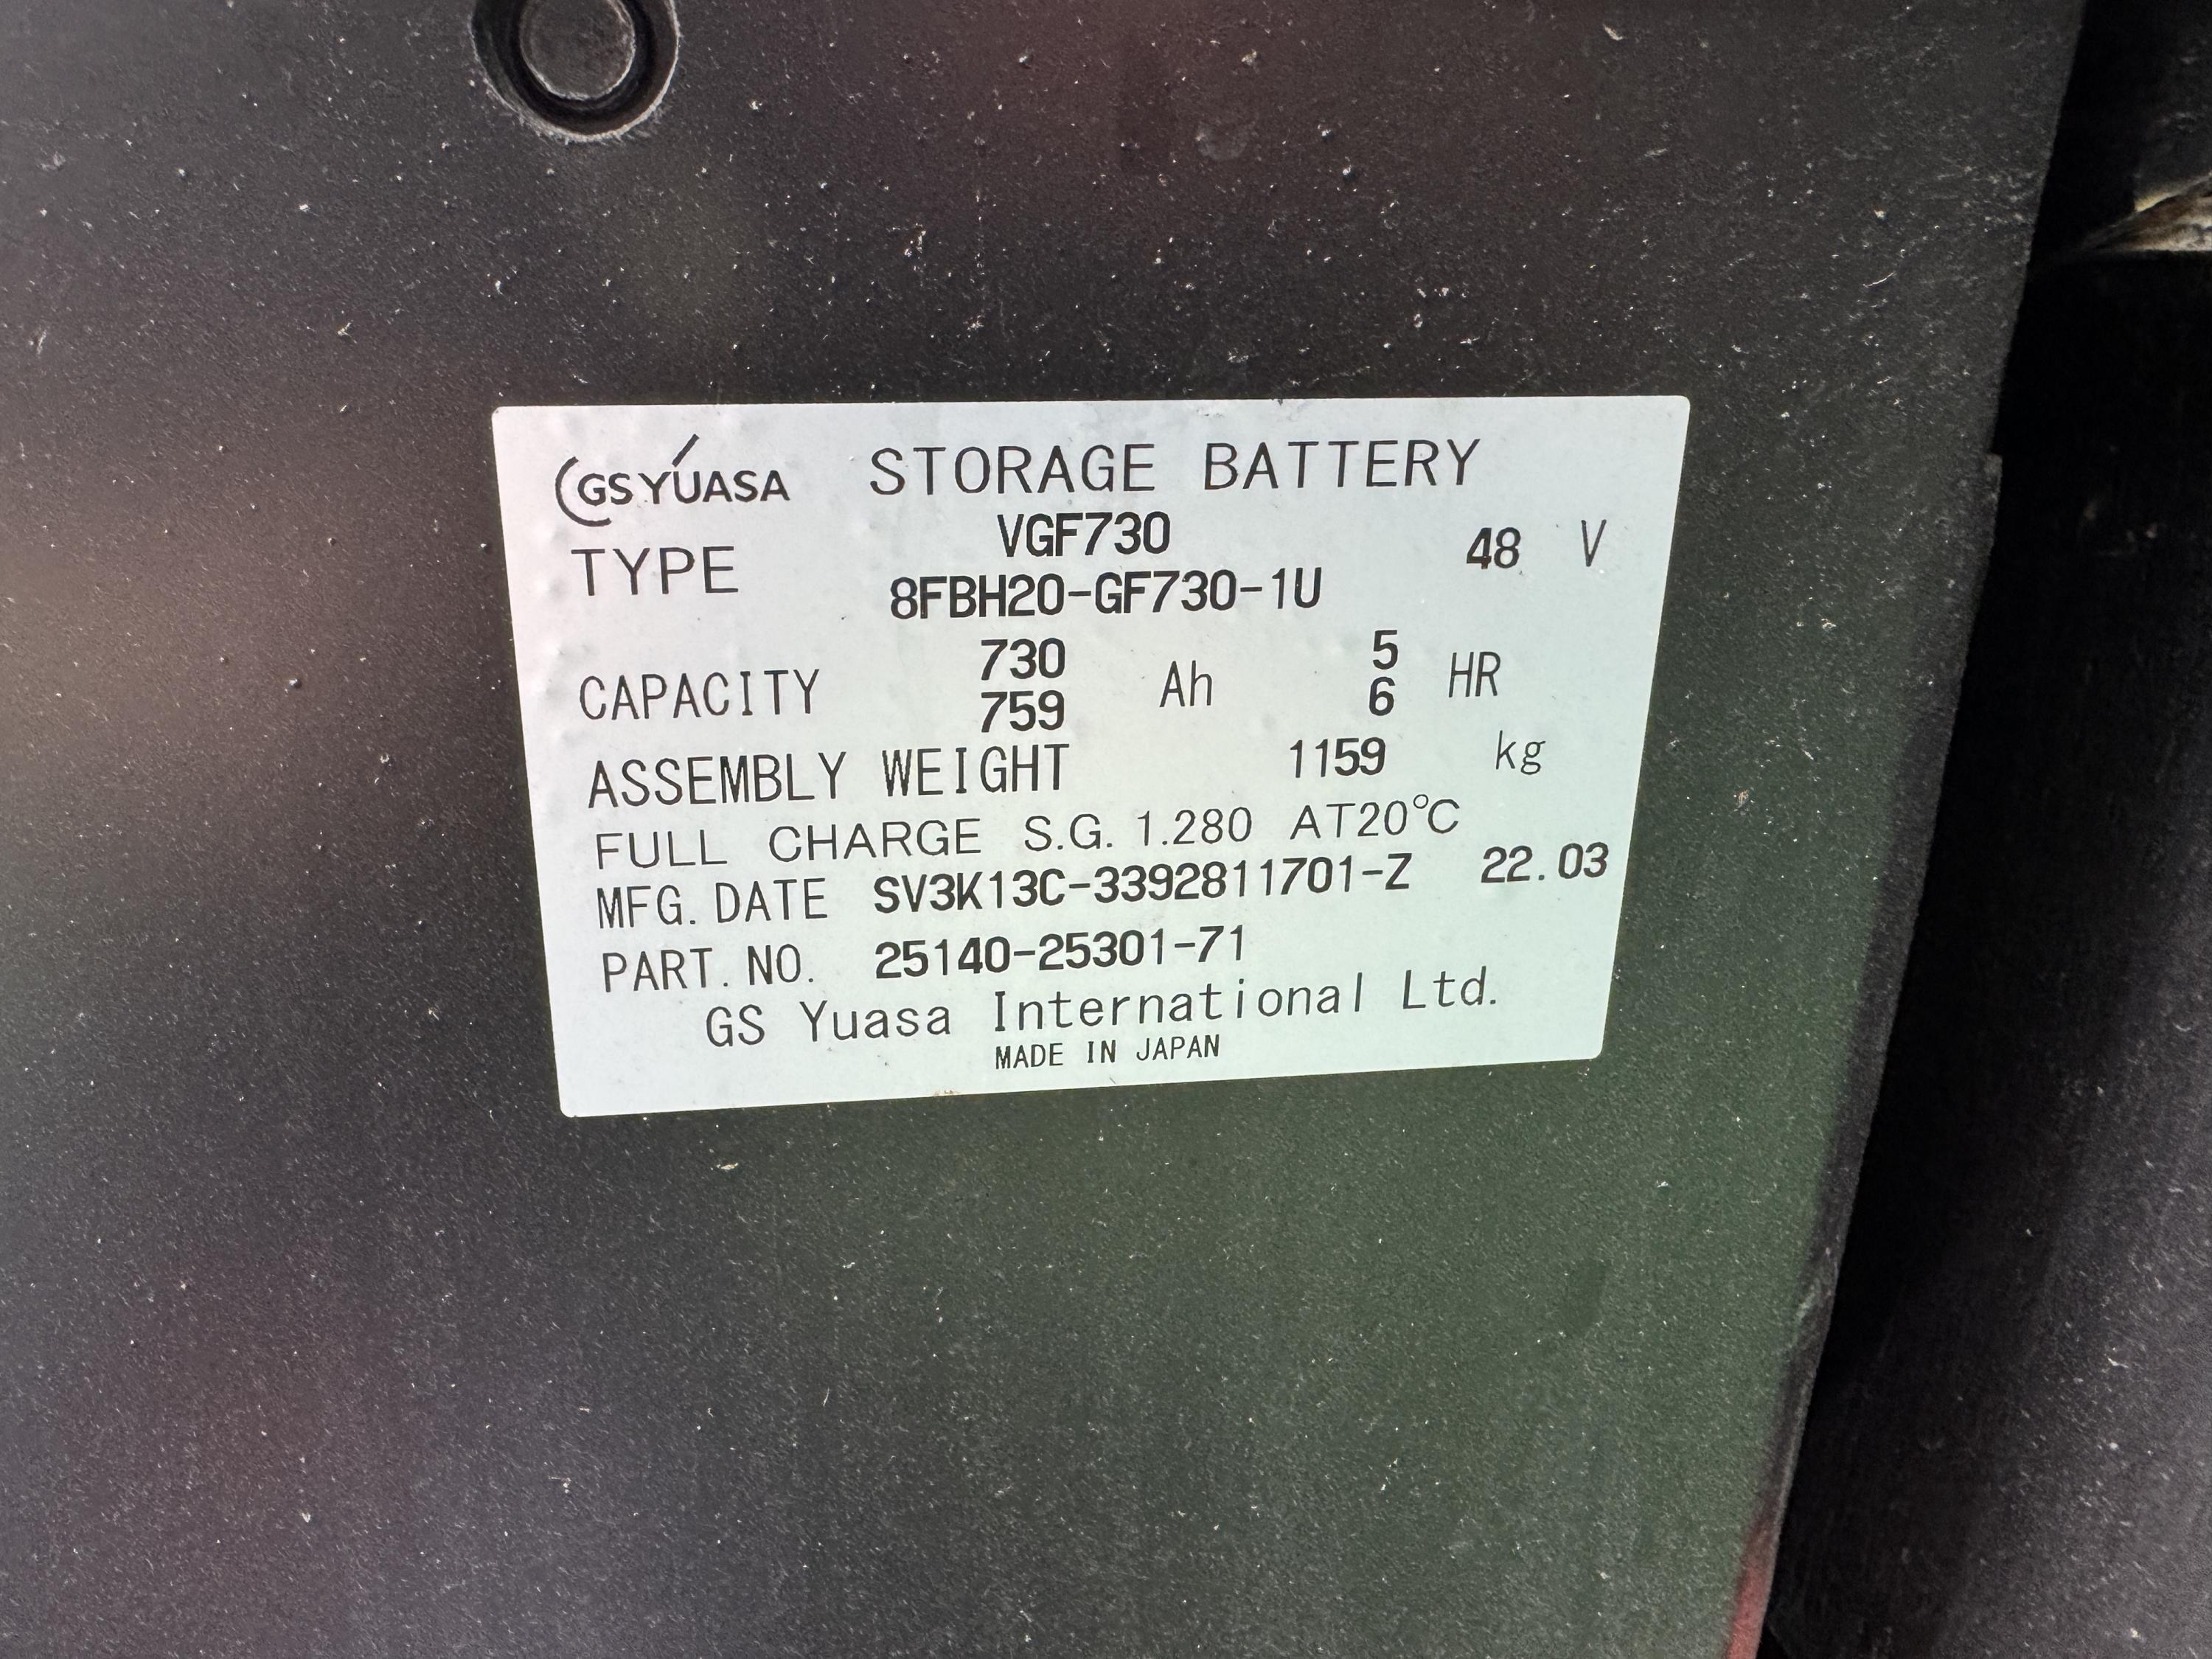 GS YUASA STORAGE BATTERY
TYPE VGF730 48 V
8FBH20-GF730-1U
CAPACITY 730 Ah 5 HR
759 6
ASSEMBLY WEIGHT 1159 kg
FULL CHARGE S.G. 1.280 AT20℃
MFG. DATE SV3K13C-3392811701-Z 22.03
PART. NO. 25140-25301-71
GS Yuasa International Ltd.
MADE IN JAPAN